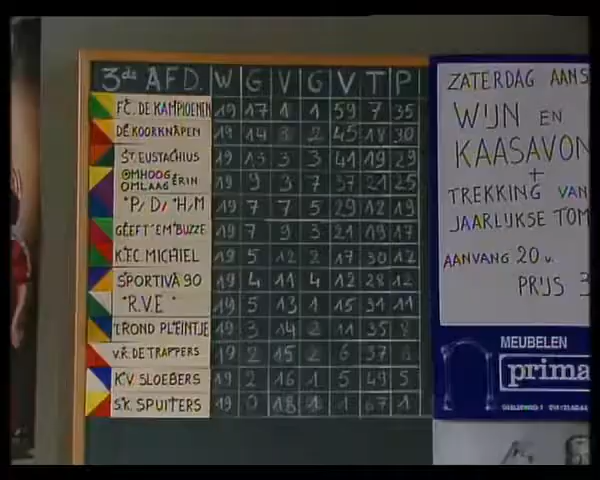 3de AFD. W G V G V T P
FC. DE KAMPIOENEN 19 17 1 1 59 7 35
DE KOORKNAPEN 19 14 3 2 45 18 30
ST. EUSTACHIUS 19 13 3 3 41 19 29
OMHOOG OMLAAG ERIN 19 9 3 7 37 21 25
"P/D/"H/M 19 7 7 5 29 12 19
GEEFT'EM'BUZZE 19 7 9 3 21 19 17
K.F.C. MICHIEL 19 5 12 2 17 30 12
SPORTIVA 90 19 4 11 4 12 28 12
"R.V.E" 19 5 13 1 15 31 11
'T ROND PLEINTJE 19 3 14 2 11 35 8
V.K. DE TRAPPERS 19 2 15 2 6 37 6
K.V. SLOEBERS 19 2 16 1 5 49 5
S.K. SPUITERS 19 0 18 1 1 67 1
ZATERDAG AANS
WIJN EN
KAASAVON
+
TREKKING VAN
JAARLIJKSE TOM
AANVANG 20 u.
PRIJS 3
MEUBELEN
prima